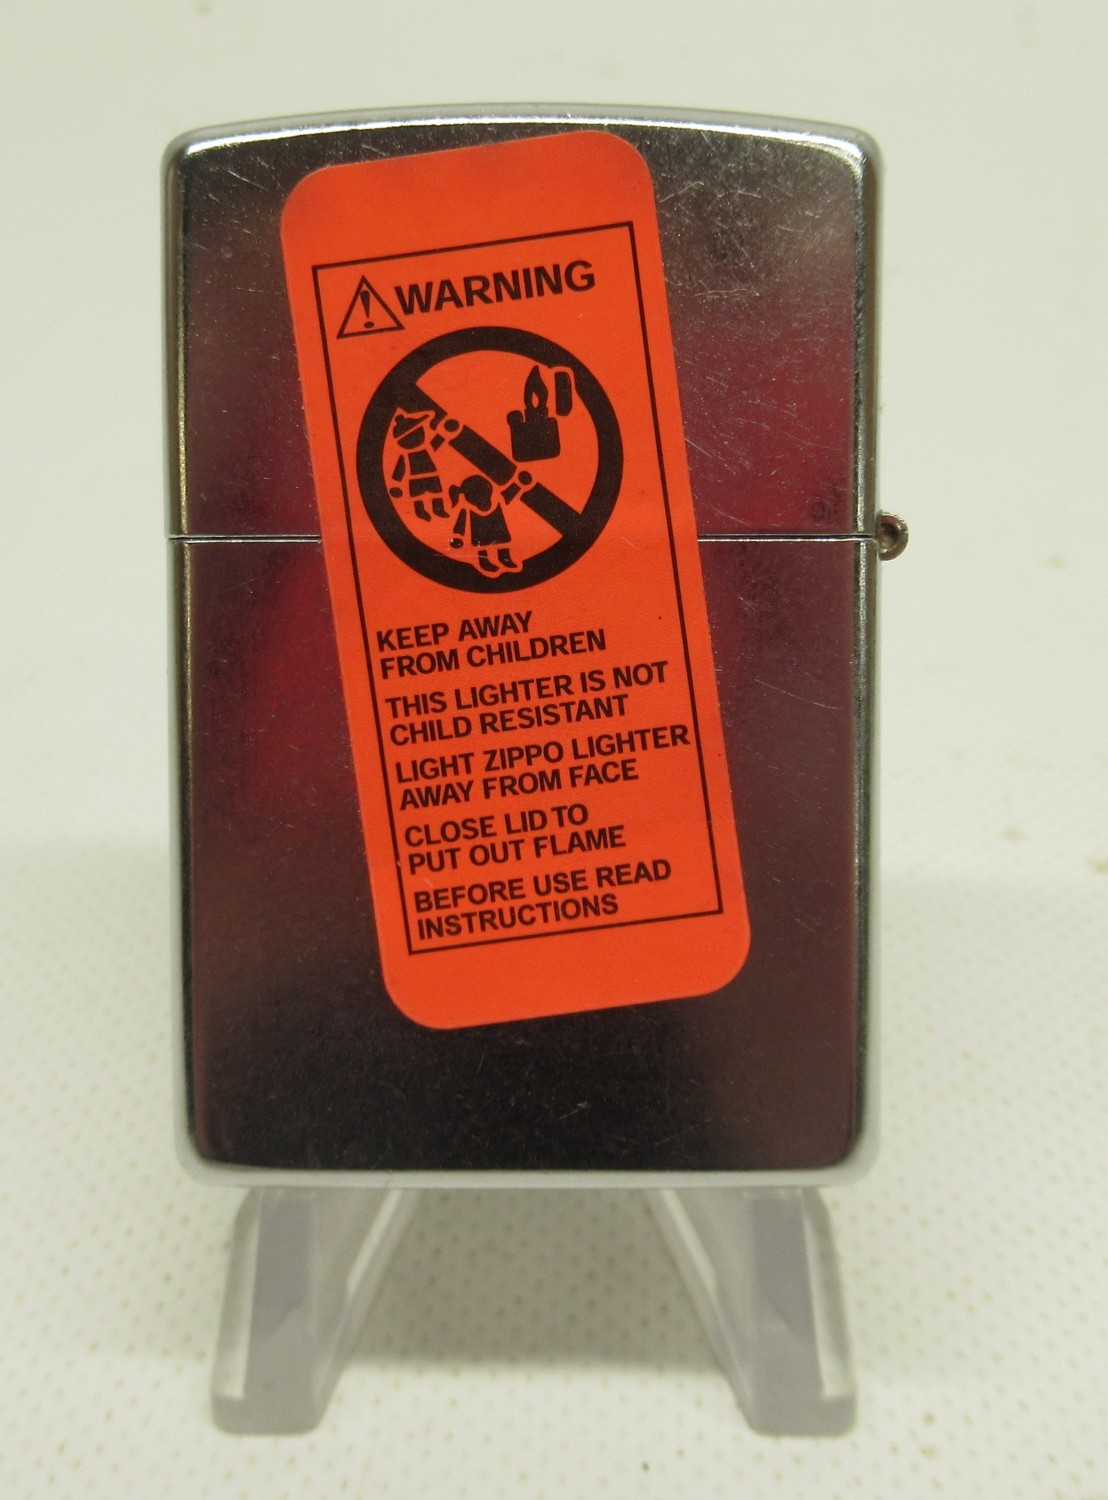 WARNING
KEEP AWAY
FROM CHILDREN
THIS LIGHTER IS NOT
CHILD RESISTANT
LIGHT ZIPPO LIGHTER
AWAY FROM FACE
CLOSE LID TO
PUT OUT FLAME
BEFORE USE READ
INSTRUCTIONS